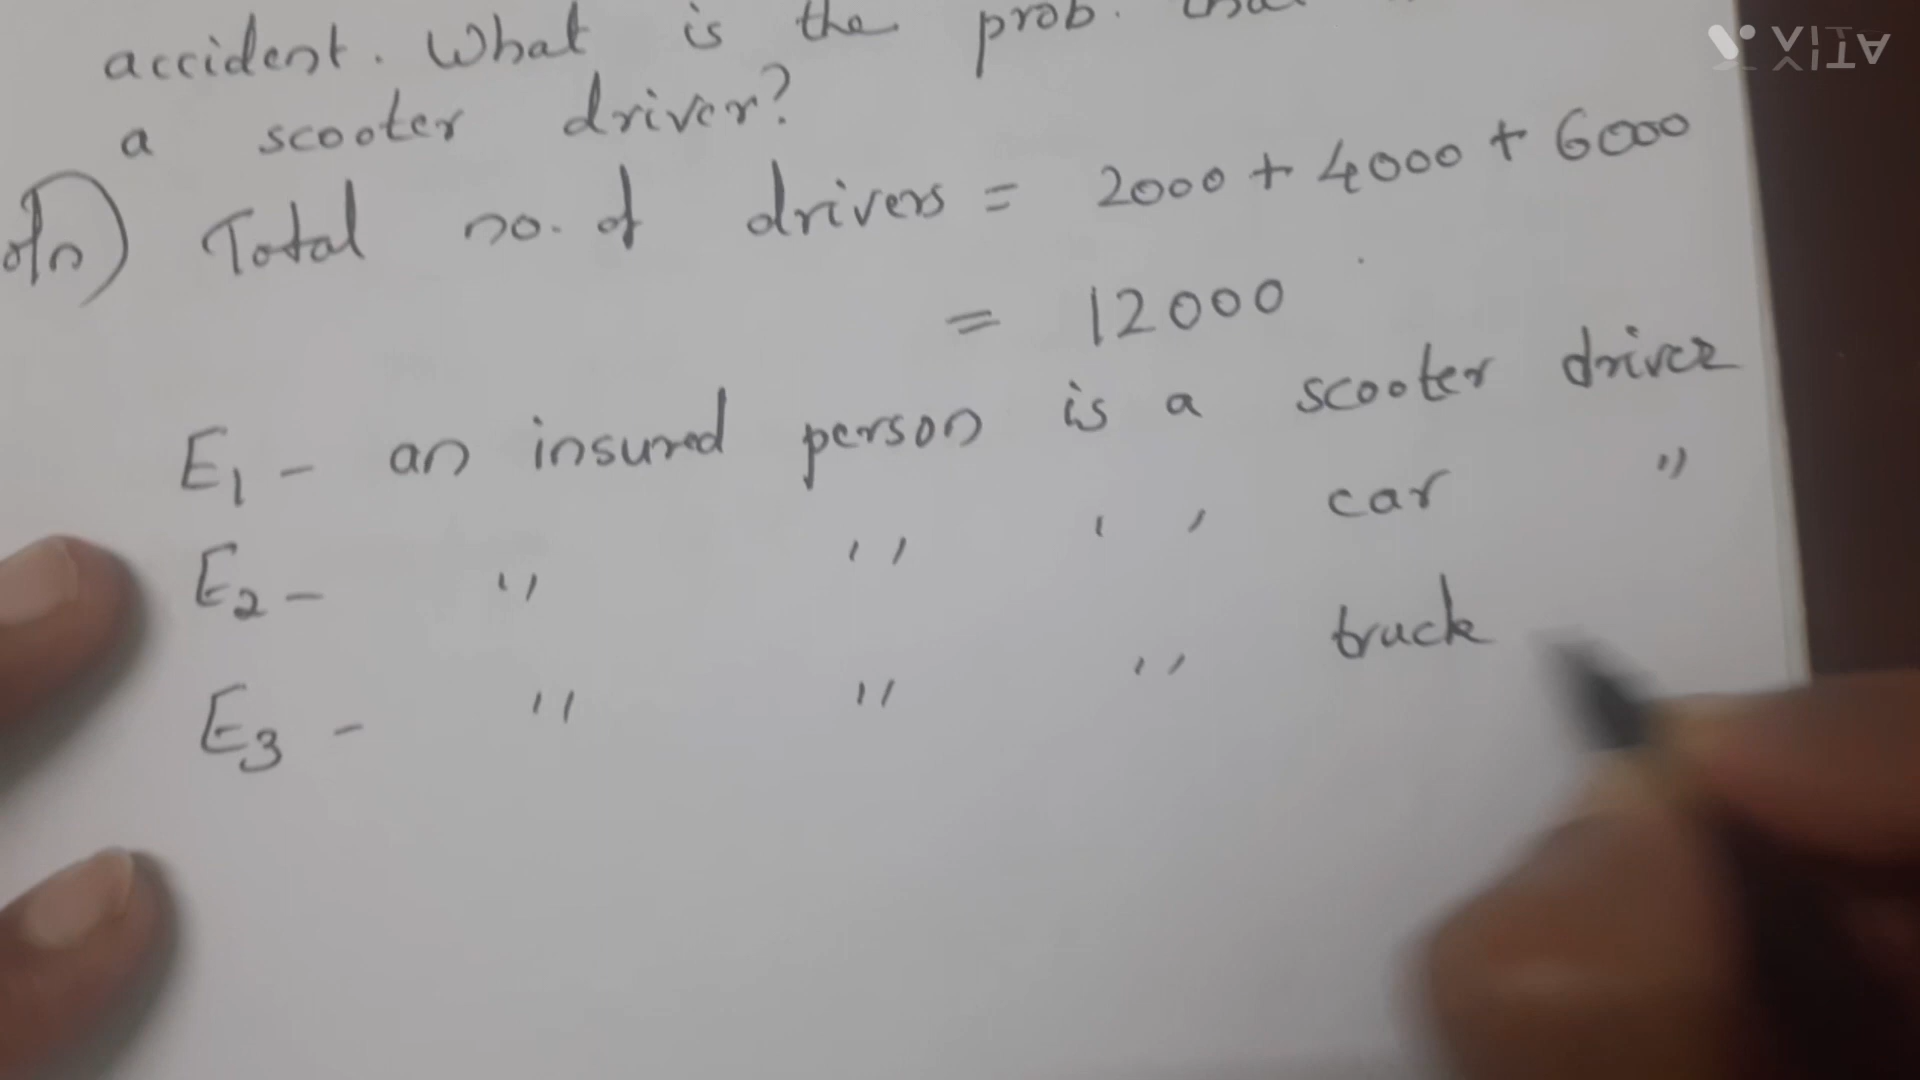 accident. What is the prob.
VITA
a scooter driver?
Total no. of drivers = 2000 + 4000 + 6000
= 12000
E1 - an insured person is a scooter driver
E2 - " " " car "
E3 - " " " truck